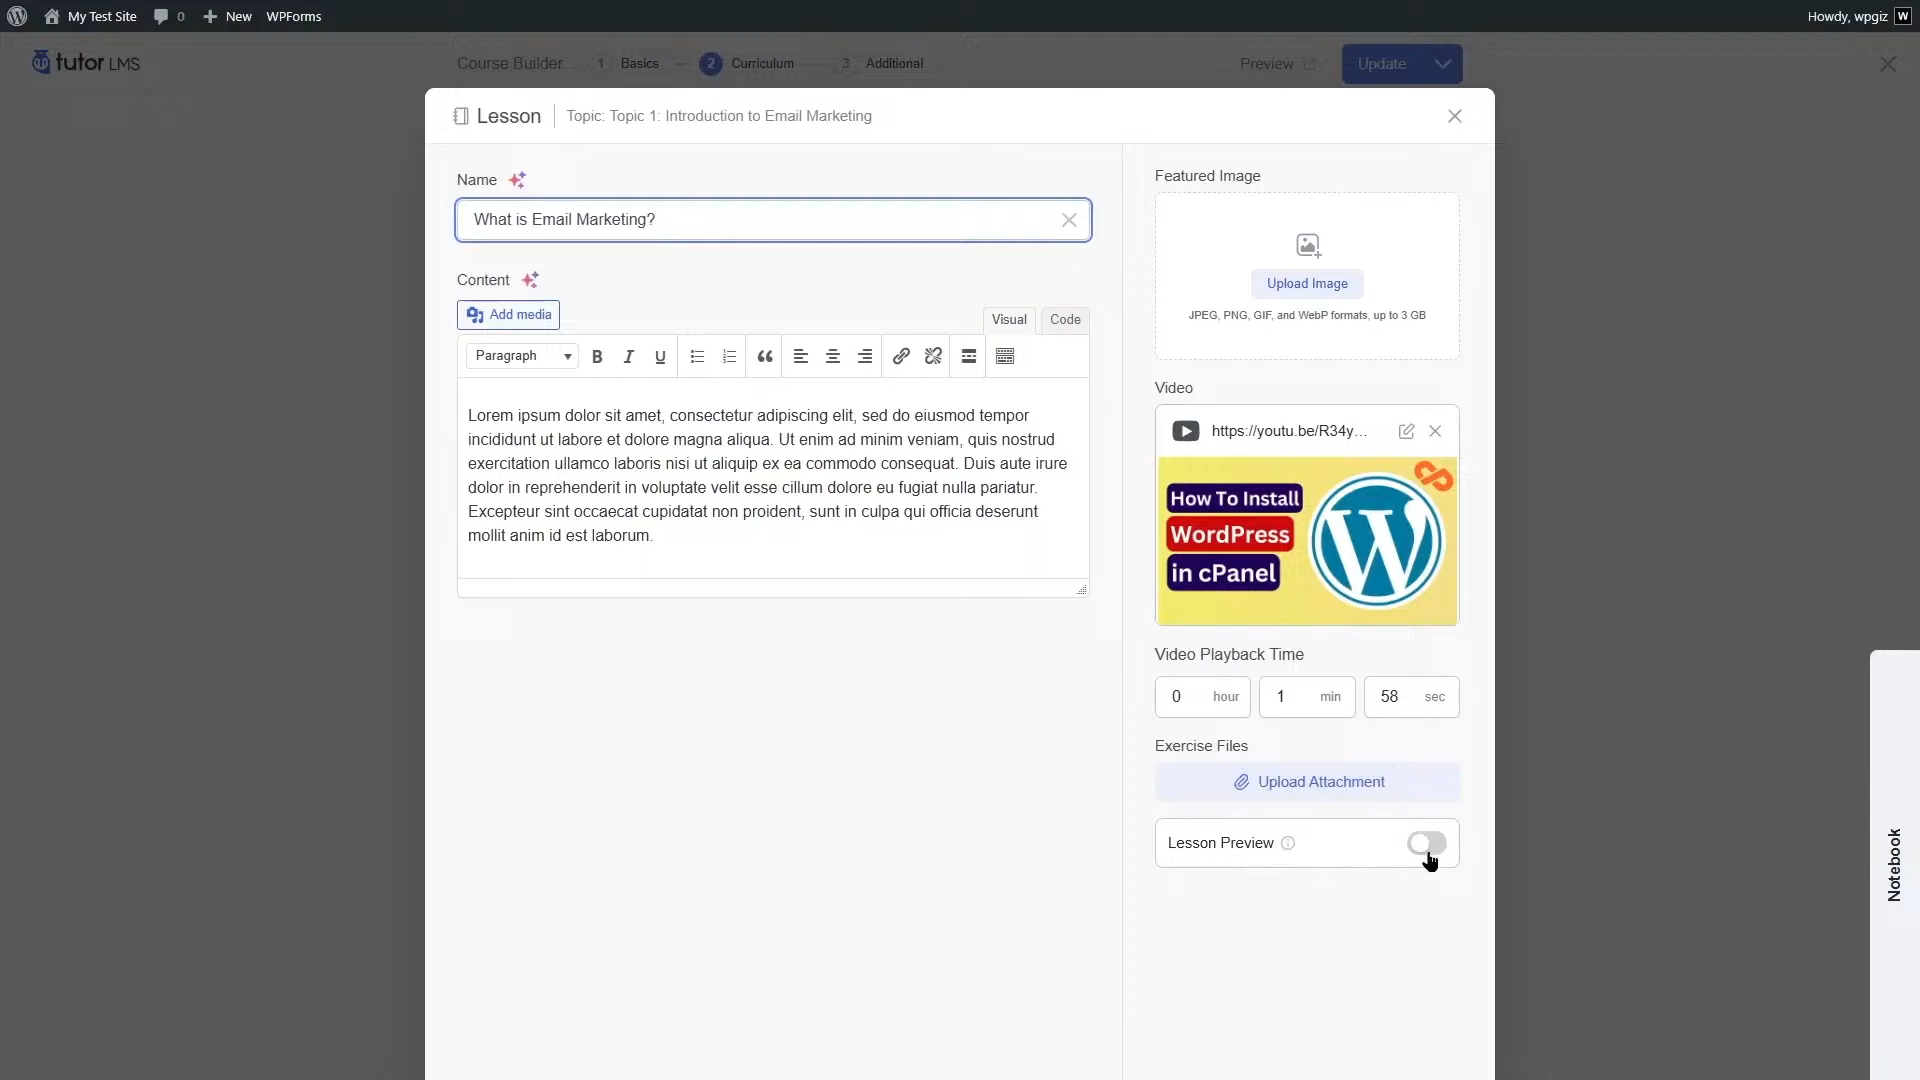 My Test Site 0 New WPForms Howdy, wpgiz W
tutor LMS Course Builder 1 Basics 2 Curriculum 3 Additional Preview Update
Lesson Topic: Topic 1: Introduction to Email Marketing
Name
What is Email Marketing?
Content
Add media
Visual Code
Paragraph B I U
Lorem ipsum dolor sit amet, consectetur adipiscing elit, sed do eiusmod tempor
incididunt ut labore et dolore magna aliqua. Ut enim ad minim veniam, quis nostrud
exercitation ullamco laboris nisi ut aliquip ex ea commodo consequat. Duis aute irure
dolor in reprehenderit in voluptate velit esse cillum dolore eu fugiat nulla pariatur.
Excepteur sint occaecat cupidatat non proident, sunt in culpa qui officia deserunt
mollit anim id est laborum.
Featured Image
Upload Image
JPEG, PNG, GIF, and WebP formats, up to 3 GB
Video
https://youtu.be/R34y...
How To Install
WordPress
in cPanel
Video Playback Time
0 hour 1 min 58 sec
Exercise Files
Upload Attachment
Lesson Preview
Notebook